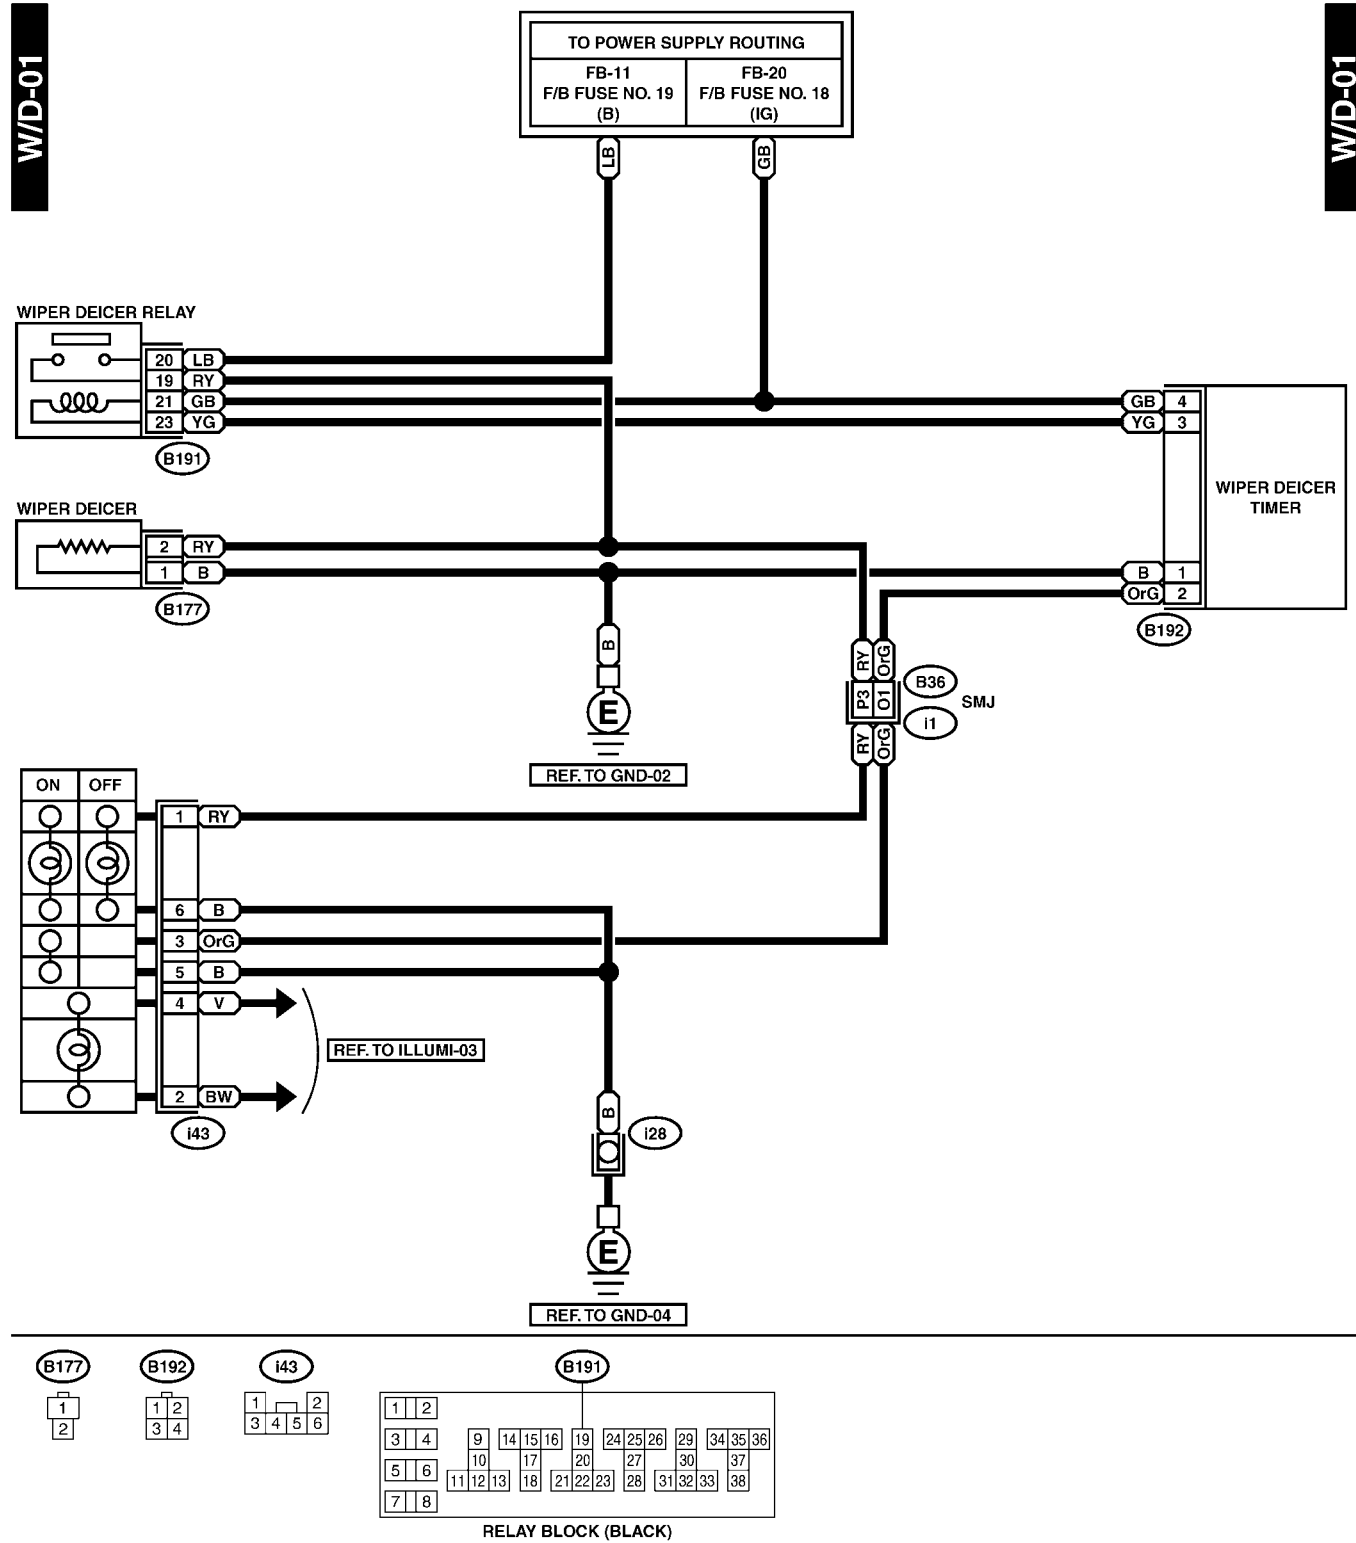 W/D-01
W/D-01
TO POWER SUPPLY ROUTING
FB-11
F/B FUSE NO. 19
(B)
FB-20
F/B FUSE NO. 18
(IG)
LB
GB
WIPER DEICER RELAY
20 LB
19 RY
21 GB
23 YG
B191
GB 4
YG 3
WIPER DEICER
TIMER
B 1
OrG 2
B192
WIPER DEICER
2 RY
1 B
B177
B
E
REF. TO GND-02
RY OrG
P3 O1
RY OrG
B36
i1
SMJ
ON OFF
1 RY
6 B
3 OrG
5 B
4 V
2 BW
i43
REF. TO ILLUMI-03
B
i28
E
REF. TO GND-04
B177
1
2
B192
1 2
3 4
i43
1 2
3 4 5 6
B191
1 2
3 4
5 6
7 8
9 14 15 16 19 24 25 26 29 34 35 36
10 17 20 27 30 37
11 12 13 18 21 22 23 28 31 32 33 38
RELAY BLOCK (BLACK)